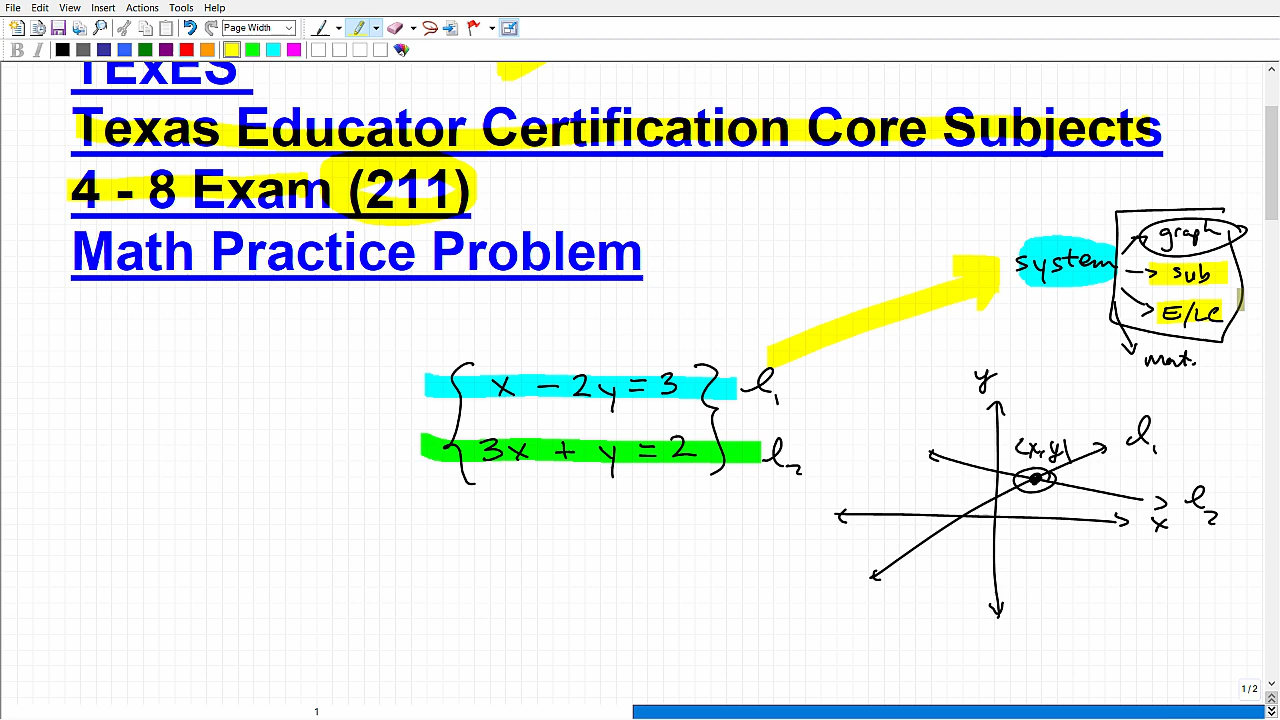 File Edit View Insert Actions Tools Help
Page Width
B I
TExES
Texas Educator Certification Core Subjects
4 - 8 Exam (211)
Math Practice Problem
system
graph
sub
E/LC
mat.
x - 2y = 3 l₁
3x + y = 2 l₂
y
(x,y)
l₁
l₂
x
1/2
1